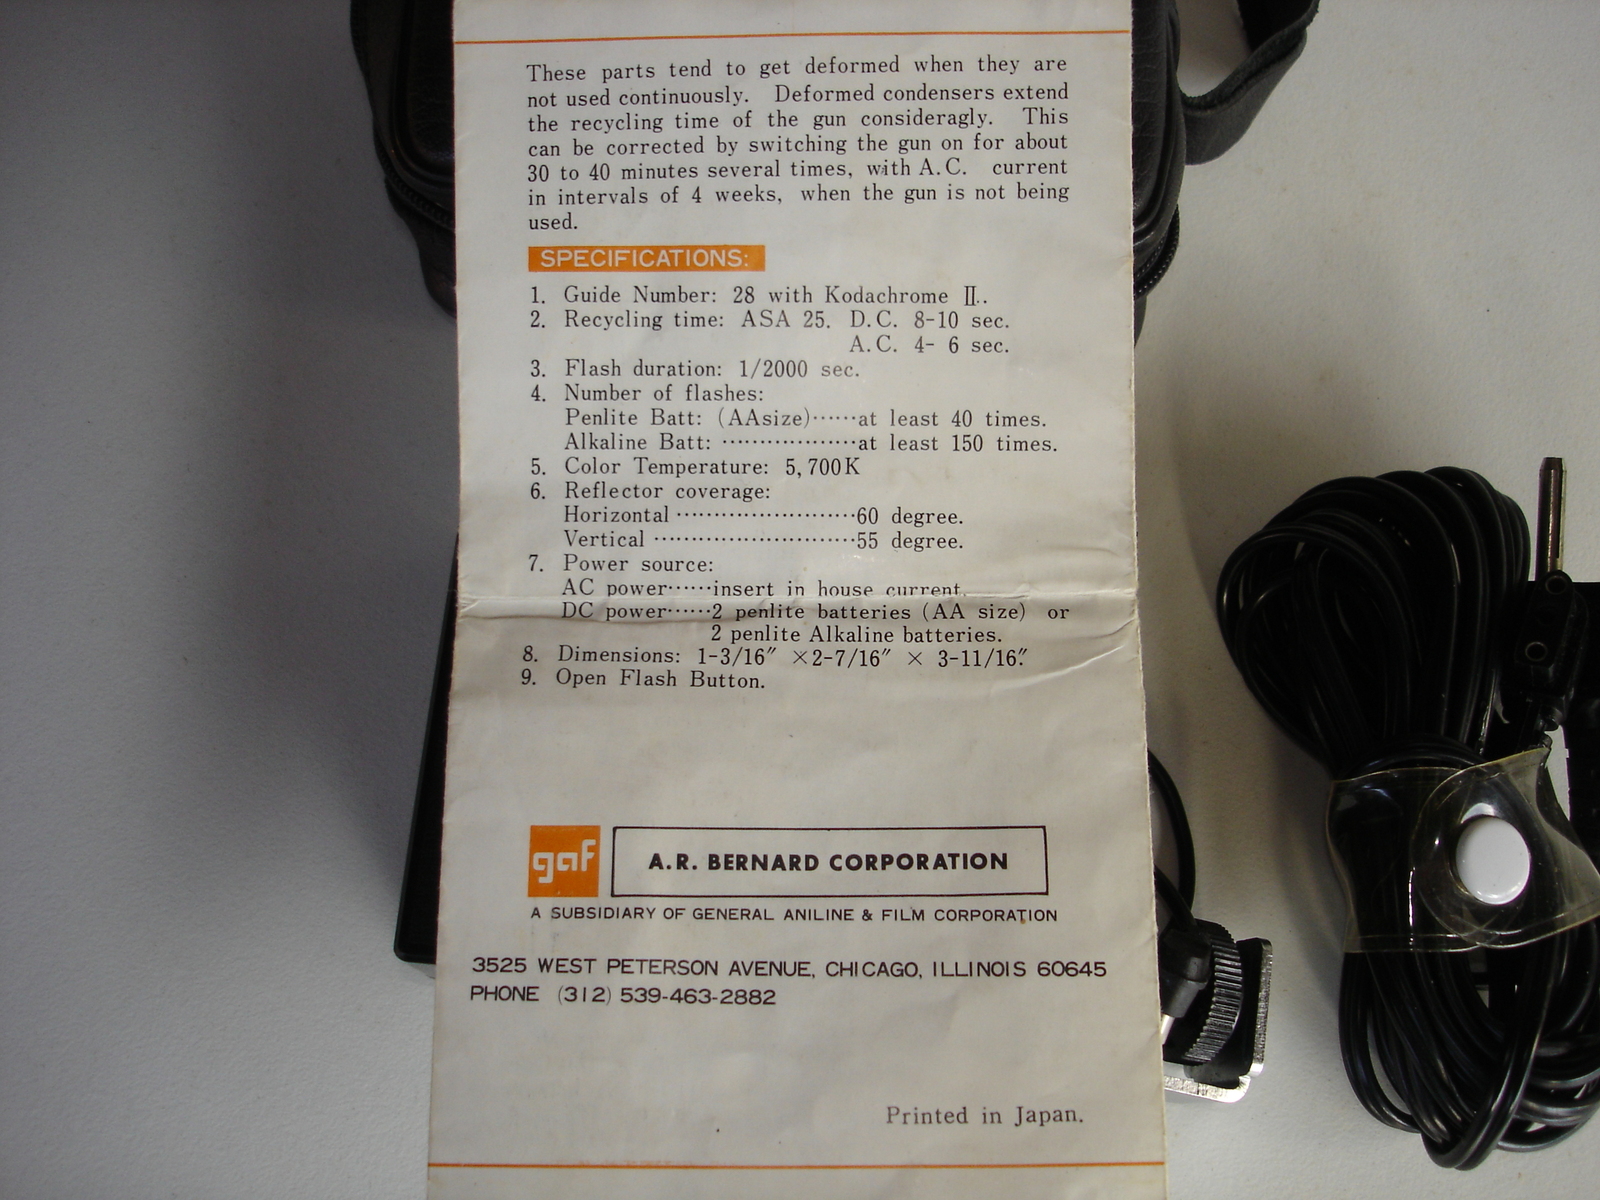 These parts tend to get deformed when they are
not used continuously. Deformed condensers extend
the recycling time of the gun consideragly. This
can be corrected by switching the gun on for about
30 to 40 minutes several times, with A.C. current
in intervals of 4 weeks, when the gun is not being
used.
SPECIFICATIONS:
1. Guide Number: 28 with Kodachrome II..
2. Recycling time: ASA 25. D.C. 8-10 sec.
A.C. 4- 6 sec.
3. Flash duration: 1/2000 sec.
4. Number of flashes:
Penlite Batt: (AAsize)······at least 40 times.
Alkaline Batt: ··················at least 150 times.
5. Color Temperature: 5,700K
6. Reflector coverage:
Horizontal ························60 degree.
Vertical ···························55 degree.
7. Power source:
AC power······insert in house current.
DC power······2 penlite batteries (AA size) or
2 penlite Alkaline batteries.
8. Dimensions: 1-3/16″ ×2-7/16″ × 3-11/16″.
9. Open Flash Button.
gaf A.R. BERNARD CORPORATION
A SUBSIDIARY OF GENERAL ANILINE & FILM CORPORATION
3525 WEST PETERSON AVENUE, CHICAGO, ILLINOIS 60645
PHONE (312) 539-463-2882
Printed in Japan.